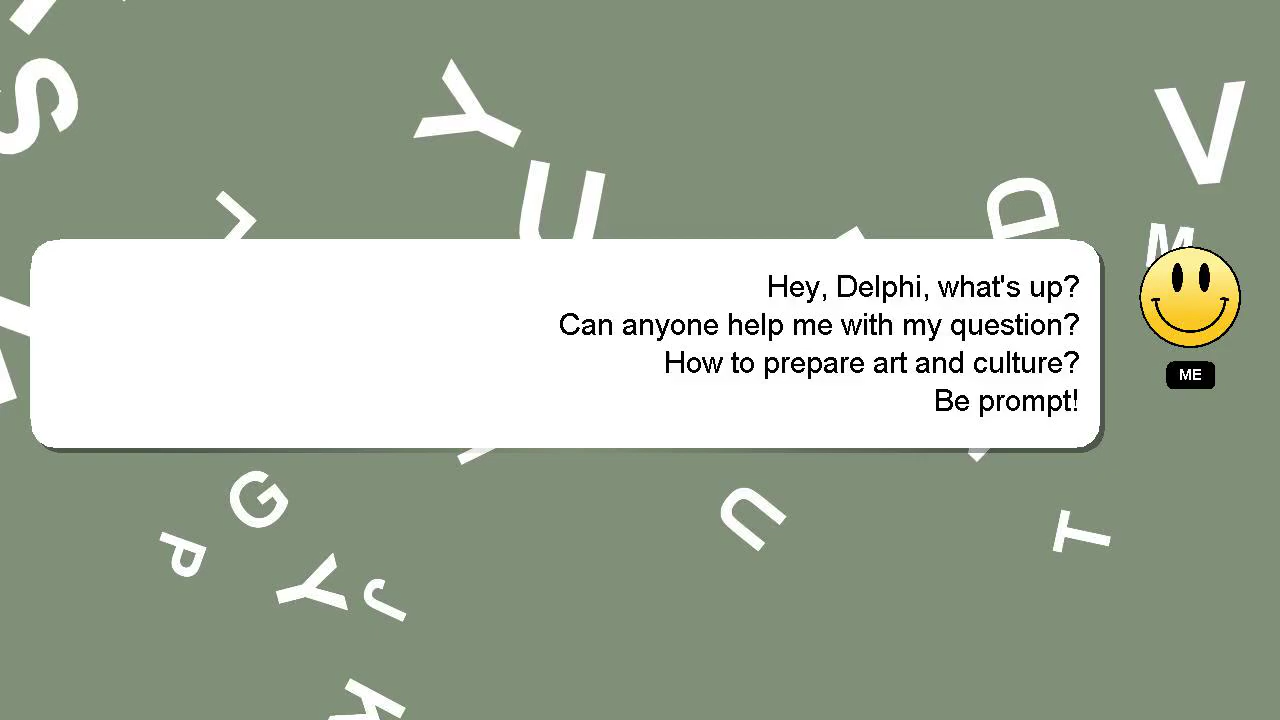 Hey, Delphi, what's up?
Can anyone help me with my question?
How to prepare art and culture?
Be prompt!
ME
S
Y
U
V
D
M
L
G
P
Y
J
K
U
T